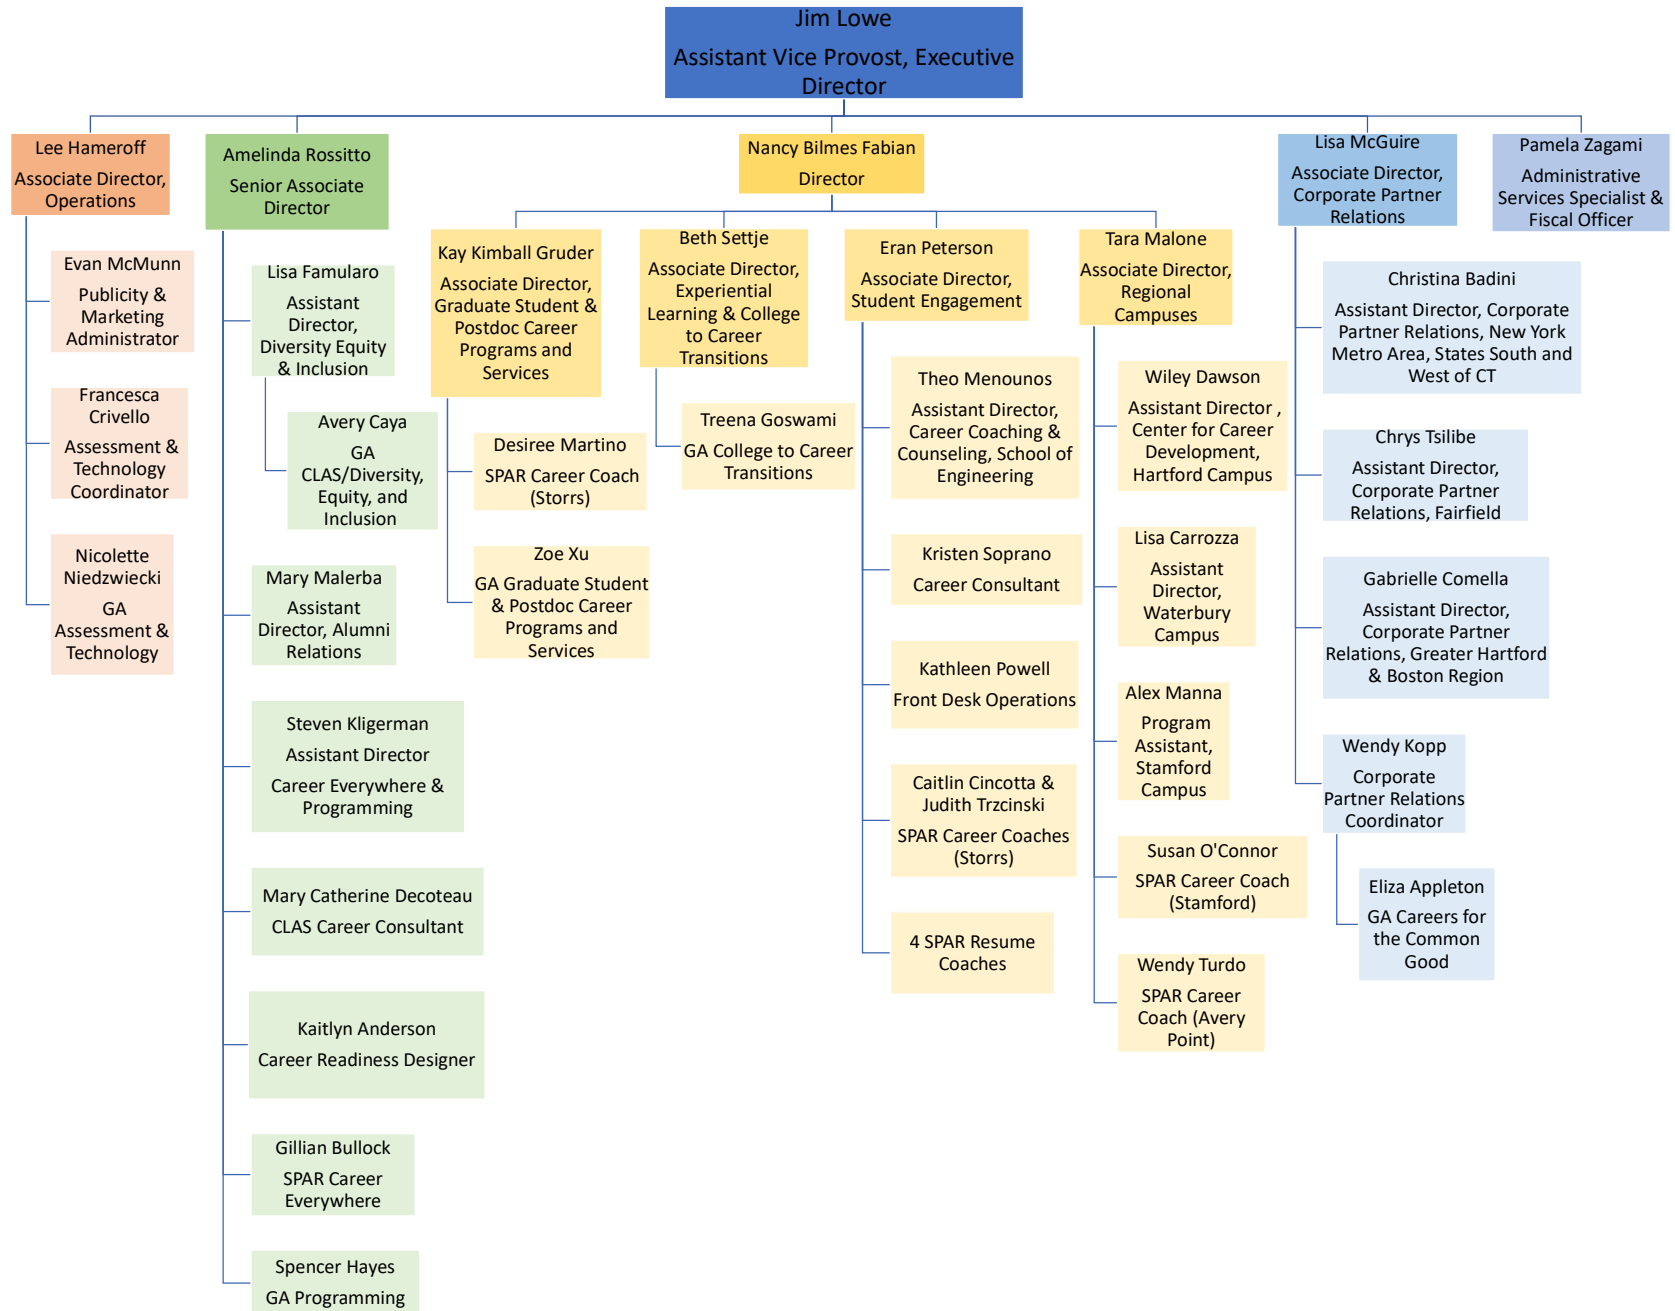 Jim Lowe
Assistant Vice Provost, Executive
Director
Lee Hameroff
Associate Director,
Operations
Evan McMunn
Publicity &
Marketing
Administrator
Francesca
Crivello
Assessment &
Technology
Coordinator
Nicolette
Niedzwiecki
GA
Assessment &
Technology
Amelinda Rossitto
Senior Associate
Director
Lisa Famularo
Assistant
Director,
Diversity Equity
& Inclusion
Avery Caya
GA
CLAS/Diversity,
Equity, and
Inclusion
Mary Malerba
Assistant
Director, Alumni
Relations
Steven Kligerman
Assistant Director
Career Everywhere &
Programming
Mary Catherine Decoteau
CLAS Career Consultant
Kaitlyn Anderson
Career Readiness Designer
Gillian Bullock
SPAR Career
Everywhere
Spencer Hayes
GA Programming
Nancy Bilmes Fabian
Director
Kay Kimball Gruder
Associate Director,
Graduate Student &
Postdoc Career
Programs and
Services
Desiree Martino
SPAR Career Coach
(Storrs)
Zoe Xu
GA Graduate Student
& Postdoc Career
Programs and
Services
Beth Settje
Associate Director,
Experiential
Learning & College
to Career
Transitions
Treena Goswami
GA College to Career
Transitions
Eran Peterson
Associate Director,
Student Engagement
Theo Menounos
Assistant Director,
Career Coaching &
Counseling, School of
Engineering
Kristen Soprano
Career Consultant
Kathleen Powell
Front Desk Operations
Caitlin Cincotta &
Judith Trzcinski
SPAR Career Coaches
(Storrs)
4 SPAR Resume
Coaches
Tara Malone
Associate Director,
Regional
Campuses
Wiley Dawson
Assistant Director ,
Center for Career
Development,
Hartford Campus
Lisa Carrozza
Assistant
Director,
Waterbury
Campus
Alex Manna
Program
Assistant,
Stamford
Campus
Susan O'Connor
SPAR Career Coach
(Stamford)
Wendy Turdo
SPAR Career
Coach (Avery
Point)
Lisa McGuire
Associate Director,
Corporate Partner
Relations
Christina Badini
Assistant Director, Corporate
Partner Relations, New York
Metro Area, States South and
West of CT
Chrys Tsilibe
Assistant Director,
Corporate Partner
Relations, Fairfield
Gabrielle Comella
Assistant Director,
Corporate Partner
Relations, Greater Hartford
& Boston Region
Wendy Kopp
Corporate
Partner Relations
Coordinator
Eliza Appleton
GA Careers for
the Common
Good
Pamela Zagami
Administrative
Services Specialist &
Fiscal Officer